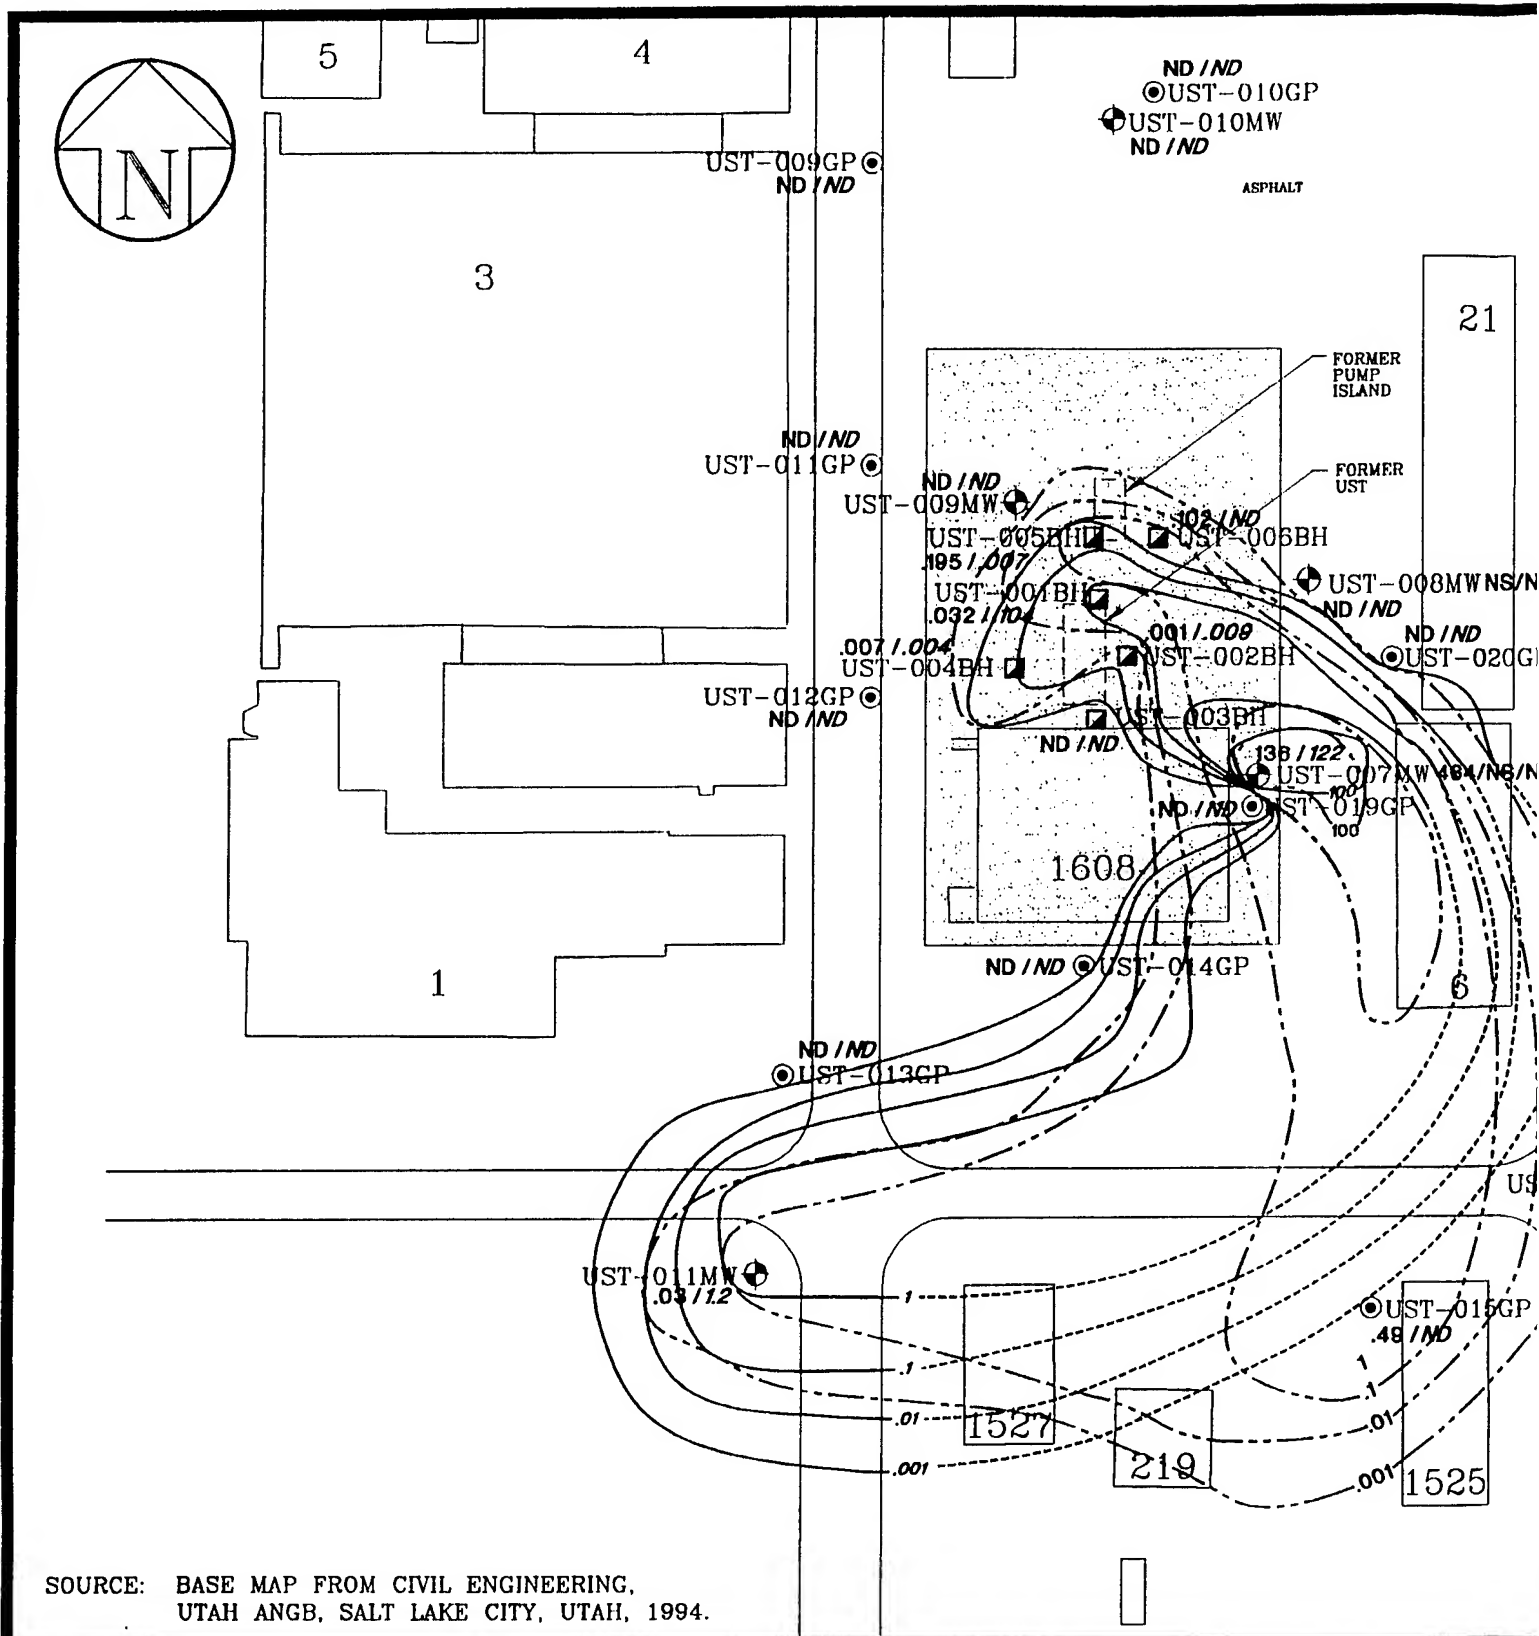 5
4
ND / ND
UST-010GP
UST-010MW
ND / ND
N
UST-009GP
ND / ND
ASPHALT
3
21
FORMER
PUMP
ISLAND
ND / ND
UST-011GP
FORMER
UST
ND / ND
UST-009MW
.102 / ND
UST-005BH
UST-006BH
.195 / .007
UST-008MW NS/N
UST-001BH
ND / ND
.032 / .104
.001 / .009
ND / ND
.007 / .004
UST-004BH
UST-002BH
UST-020G
UST-012GP
ND / ND
UST-003BH
ND / ND
136 / 122
UST-007MW 484/NS/N
100
ND / ND
UST-019GP
100
1608
ND / ND
UST-014GP
1
6
ND / ND
UST-013GP
US
UST-011MW
.03 / 1.2
1
UST-015GP
.49 / ND
.1
1
.1
.01
.01
1527
219
.001
.001
1525
SOURCE: BASE MAP FROM CIVIL ENGINEERING,
UTAH ANGB, SALT LAKE CITY, UTAH, 1994.